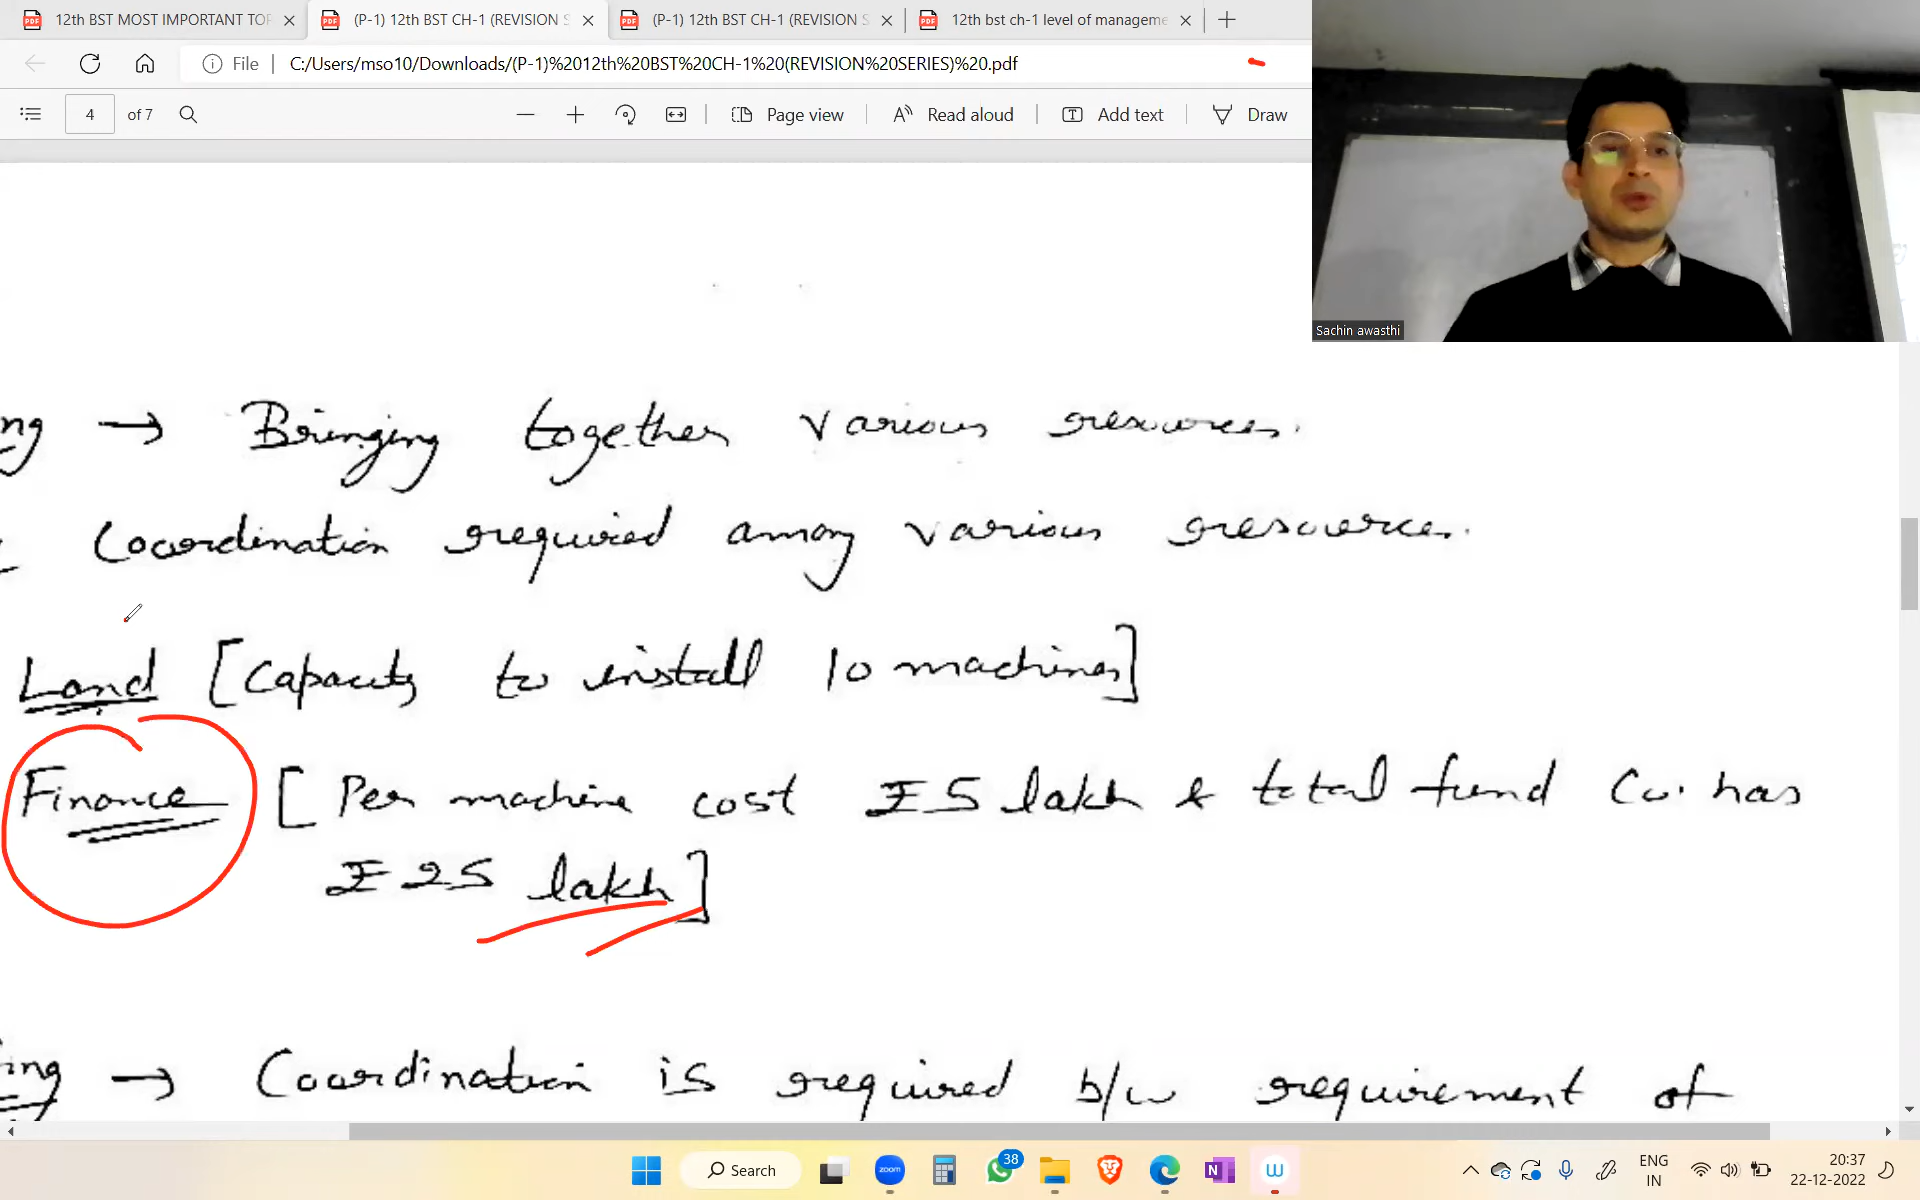 12th BST MOST IMPORTANT TOP
(P-1) 12th BST CH-1 (REVISION S
(P-1) 12th BST CH-1 (REVISION S
12th bst ch-1 level of manageme
File C:/Users/mso10/Downloads/(P-1)%2012th%20BST%20CH-1%20(REVISION%20SERIES)%20.pdf
4 of 7 Page view Read aloud Add text Draw
Sachin awasthi
ng → Bringing together various resources.
Coordination required among various resources.
Land [Capacity to install 10 machines]
Finance [Per machine cost ₹5 lakh & total fund Co. has
₹25 lakh]
ing → Coordination is required b/w requirement of
Search
zoom
38
ENG
IN
20:37
22-12-2022